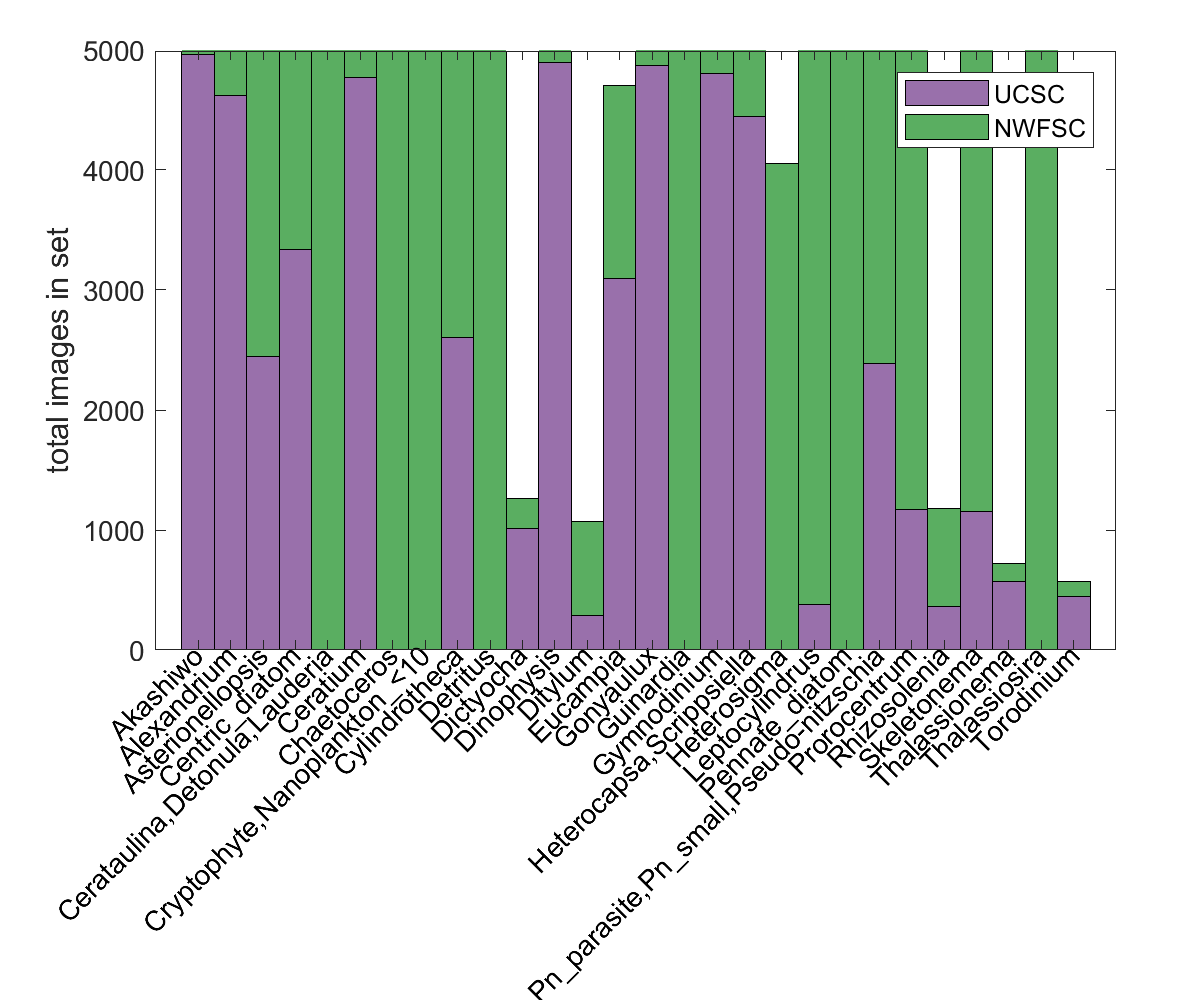 5000
4000
3000
2000
1000
0
total images in set
UCSC
NWFSC
Akashiwo
Alexandrum
Asterionellopsis
Centric_diatom
Cerataulina,Detonula,Lauderia
Ceratium
Chaetoceros
Cryptophyte,Nanoplankton_<10
Cylindrotheca
Detritus
Dictyocha
Dinophysis
Ditylum
Eucampia
Gonyaulux
Guinardia
Gymnodinium
Heterocapsa,Scrippsiella
Heterosigma
Leptocylindrus
Pennate_diatom
Pn_parasite,Pn_small,Pseudo-nitzschia
Prorocentrum
Rhizosolenia
Skeletonema
Thalassionema
Thalassiosira
Torodinium